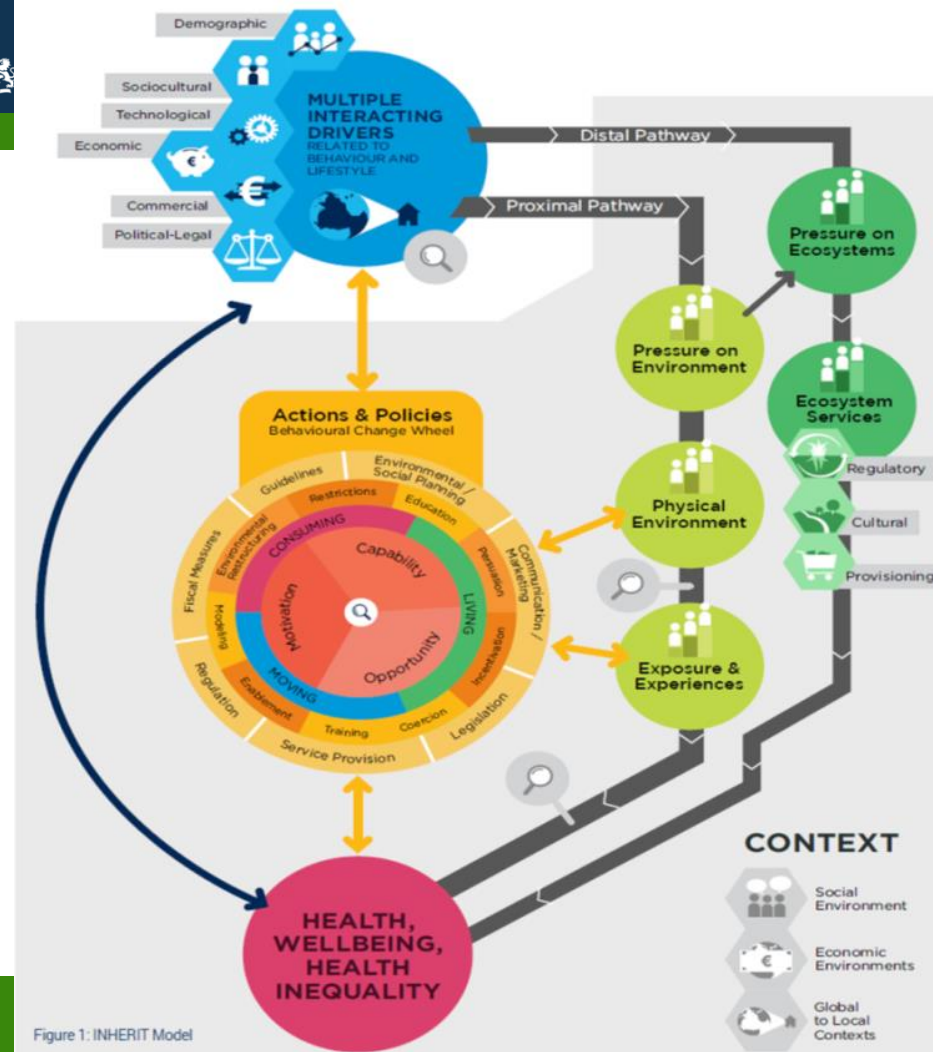 Demographic
Sociocultural
Technological
Economic
Commercial
Political-Legal
MULTIPLE
INTERACTING
DRIVERS
RELATED TO
BEHAVIOUR AND
LIFESTYLE
€
€
Distal Pathway
Proximal Pathway
Pressure on
Ecosystems
Pressure on
Environment
Ecosystem
Services
Regulatory
Cultural
Provisioning
Physical
Environment
Exposure &
Experiences
Actions & Policies
Behavioural Change Wheel
Guidelines
Environmental /
Social Planning
Communication /
Marketing
Legislation
Service Provision
Regulation
Fiscal Measures
Restrictions
Education
Persuasion
Incentivation
Coercion
Training
Enablement
Modeling
Environmental
Restructuring
CONSUMING
LIVING
MOVING
Capability
Opportunity
Motivation
HEALTH,
WELLBEING,
HEALTH
INEQUALITY
CONTEXT
Social
Environment
€
Economic
Environments
Global
to Local
Contexts
Figure 1: INHERIT Model